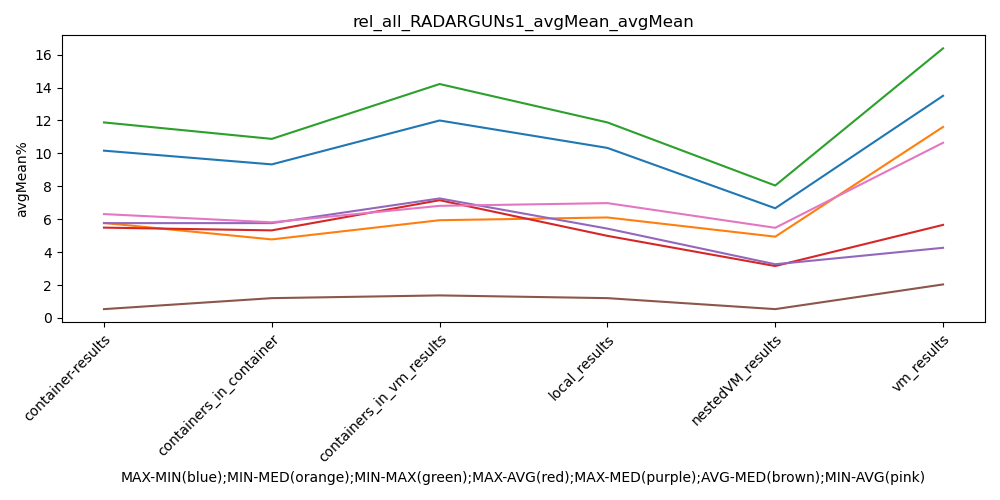 rel_all_RADARGUNs1_avgMean_avgMean
avgMean%
16
14
12
10
8
6
4
2
0
container-results
containers_in_container
containers_in_vm_results
local_results
nestedVM_results
vm_results
MAX-MIN(blue);MIN-MED(orange);MIN-MAX(green);MAX-AVG(red);MAX-MED(purple);AVG-MED(brown);MIN-AVG(pink)